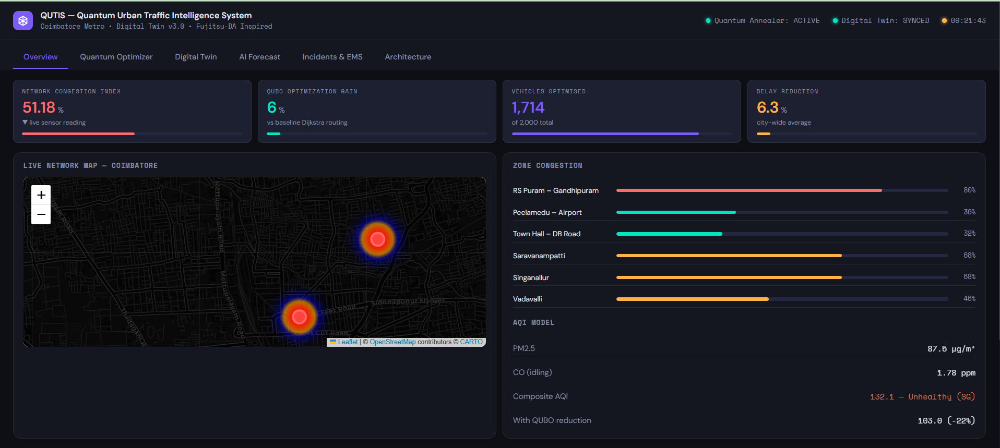 QUTIS — Quantum Urban Traffic Intelligence System
Coimbatore Metro • Digital Twin v3.0 • Fujitsu-DA Inspired
Quantum Annealer: ACTIVE
Digital Twin: SYNCED
09:21:43
Overview
Quantum Optimizer
Digital Twin
AI Forecast
Incidents & EMS
Architecture
NETWORK CONGESTION INDEX
51.18 %
▼ live sensor reading
QUBO OPTIMIZATION GAIN
6 %
vs baseline Dijkstra routing
VEHICLES OPTIMISED
1,714
of 2,000 total
DELAY REDUCTION
6.3 %
city-wide average
LIVE NETWORK MAP — COIMBATORE
+
−
Mettupalayam Road
Mettupalayam Road
Siddhapudur Flyover
Feet Road
Cross Cut Road
Leaflet | © OpenStreetMap contributors © CARTO
ZONE CONGESTION
RS Puram – Gandhipuram 80%
Peelamedu – Airport 36%
Town Hall – DB Road 32%
Saravanampatti 68%
Singanallur 68%
Vadavalli 46%
AQI MODEL
PM2.5 87.5 µg/m³
CO (idling) 1.78 ppm
Composite AQI 132.1 — Unhealthy (SG)
With QUBO reduction 103.0 (-22%)